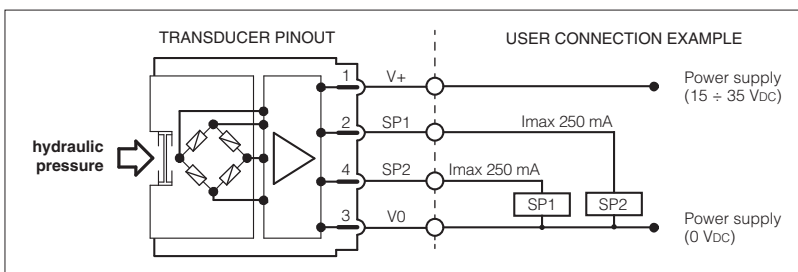 TRANSDUCER PINOUT
USER CONNECTION EXAMPLE
hydraulic
pressure
1 V+
Power supply
(15 ÷ 35 VDC)
2 SP1
Imax 250 mA
4 SP2
Imax 250 mA
SP1
SP2
3 V0
Power supply
(0 VDC)